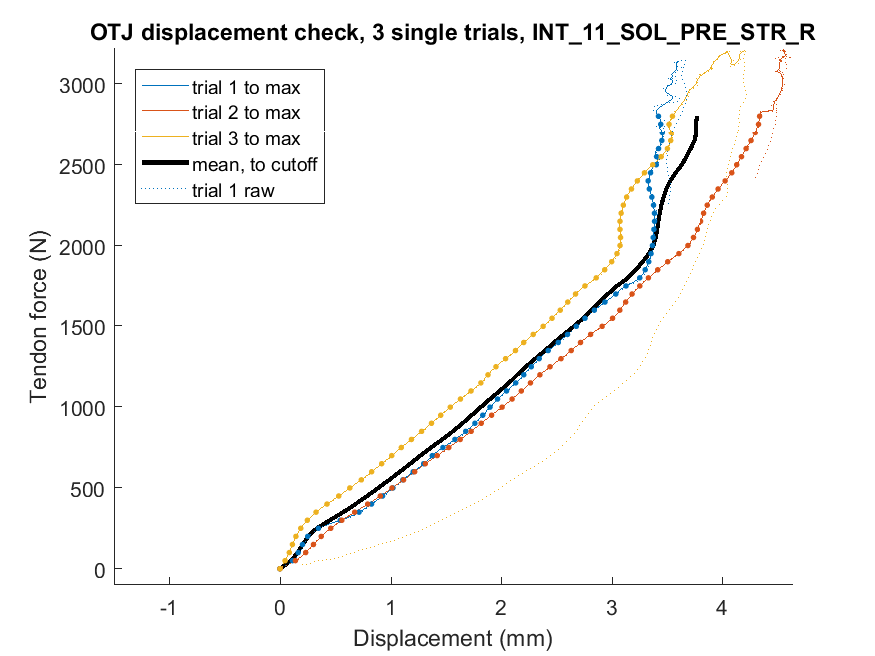 OTJ displacement check, 3 single trials, INT_11_SOL_PRE_STR_R
trial 1 to max
trial 2 to max
trial 3 to max
mean, to cutoff
trial 1 raw
3000
2500
2000
1500
1000
500
0
Tendon force (N)
-1 0 1 2 3 4
Displacement (mm)